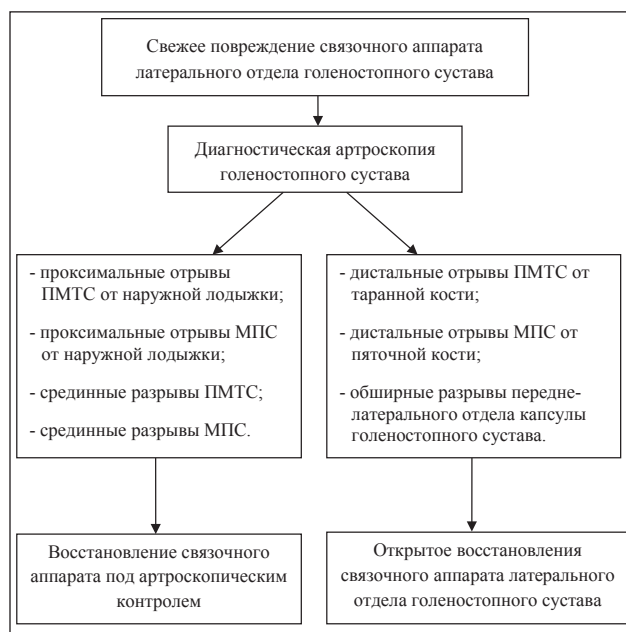 Свежее повреждение связочного аппарата
латерального отдела голеностопного сустава
Диагностическая артроскопия
голеностопного сустава
- проксимальные отрывы
ПМТС от наружной лодыжки;
- проксимальные отрывы МПС
от наружной лодыжки;
- срединные разрывы ПМТС;
- срединные разрывы МПС.
- дистальные отрывы ПМТС от
таранной кости;
- дистальные отрывы МПС от
пяточной кости;
- обширные разрывы передне-
латерального отдела капсулы
голеностопного сустава.
Восстановление связочного
аппарата под артроскопическим
контролем
Открытое восстановления
связочного аппарата латерального
отдела голеностопного сустава